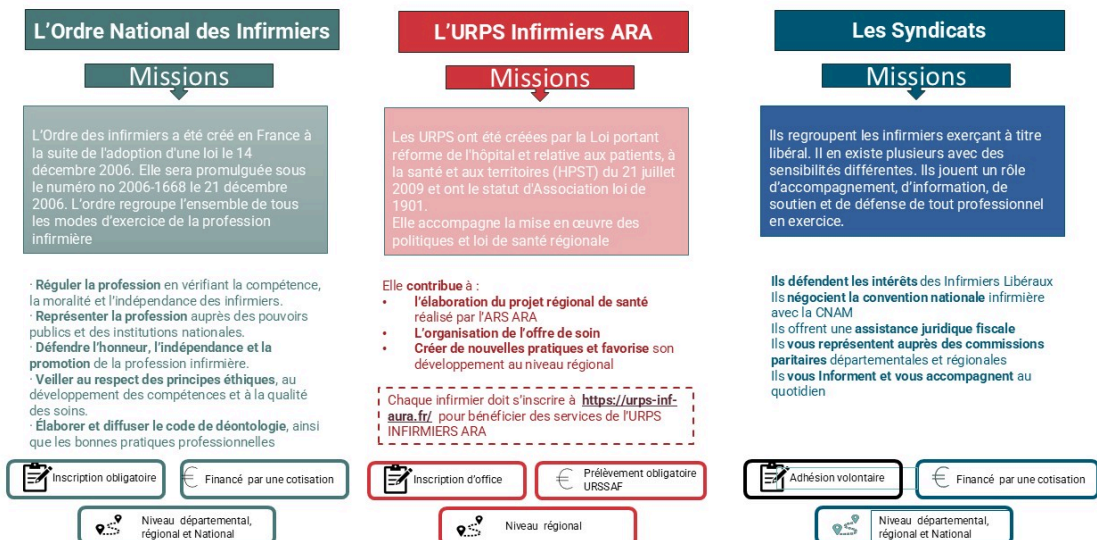 L'Ordre National des Infirmiers
Missions
L'Ordre des infirmiers a été créé en France à
la suite de l'adoption d'une loi le 14
décembre 2006. Elle sera promulguée sous
le numéro no 2006-1668 le 21 décembre
2006. L'ordre regroupe l'ensemble de tous
les modes d'exercice de la profession
infirmière
· Réguler la profession en vérifiant la compétence,
la moralité et l'indépendance des infirmiers.
· Représenter la profession auprès des pouvoirs
publics et des institutions nationales.
· Défendre l'honneur, l'indépendance et la
promotion de la profession infirmière.
· Veiller au respect des principes éthiques, au
développement des compétences et à la qualité
des soins.
· Élaborer et diffuser le code de déontologie, ainsi
que les bonnes pratiques professionnelles
Inscription obligatoire
€ Financé par une cotisation
Niveau départemental,
régional et National
L'URPS Infirmiers ARA
Missions
Les URPS ont été créées par la Loi portant
réforme de l'hôpital et relative aux patients, à
la santé et aux territoires (HPST) du 21 juillet
2009 et ont le statut d'Association loi de
1901.
Elle accompagne la mise en œuvre des
politiques et loi de santé régionale
Elle contribue à :
• l'élaboration du projet régional de santé
réalisé par l'ARS ARA
• L'organisation de l'offre de soin
• Créer de nouvelles pratiques et favorise son
développement au niveau régional
Chaque infirmier doit s'inscrire à https://urps-inf-
aura.fr/ pour bénéficier des services de l'URPS
INFIRMIERS ARA
Inscription d'office
€ Prélèvement obligatoire
URSSAF
Niveau régional
Les Syndicats
Missions
Ils regroupent les infirmiers exerçant à titre
libéral. Il en existe plusieurs avec des
sensibilités différentes. Ils jouent un rôle
d'accompagnement, d'information, de
soutien et de défense de tout professionnel
en exercice.
Ils défendent les intérêts des Infirmiers Libéraux
Ils négocient la convention nationale infirmière
avec la CNAM
Ils offrent une assistance juridique fiscale
Ils vous représentent auprès des commissions
paritaires départementales et régionales
Ils vous Informent et vous accompagnent au
quotidien
Adhésion volontaire
€ Financé par une cotisation
Niveau départemental,
régional et National